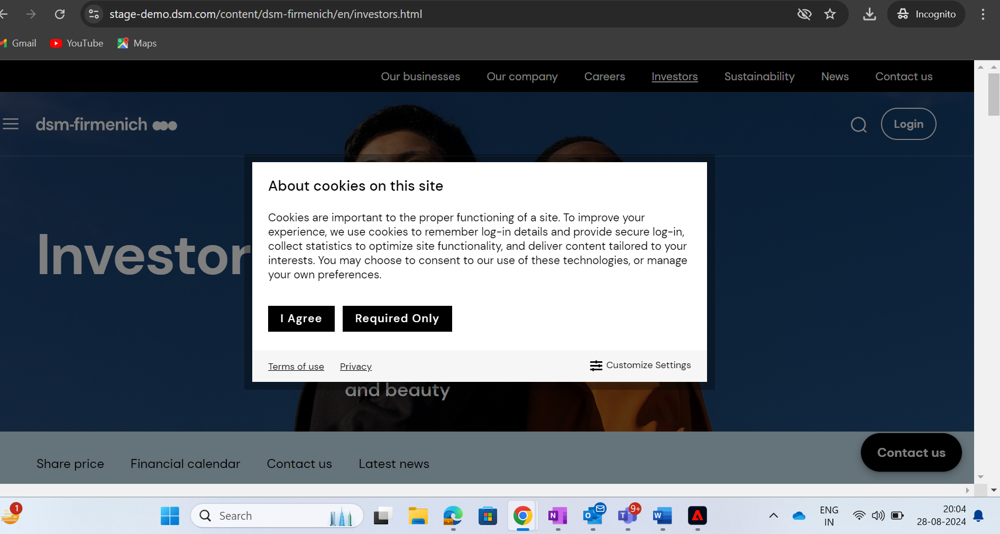 stage-demo.dsm.com/content/dsm-firmenich/en/investors.html
Incognito
Gmail YouTube Maps
Our businesses Our company Careers Investors Sustainability News Contact us
dsm-firmenich
Login
Investor
About cookies on this site
Cookies are important to the proper functioning of a site. To improve your
experience, we use cookies to remember log-in details and provide secure log-in,
collect statistics to optimize site functionality, and deliver content tailored to your
interests. You may choose to consent to our use of these technologies, or manage
your own preferences.
I Agree Required Only
Terms of use Privacy Customize Settings
and beauty
Contact us
Share price Financial calendar Contact us Latest news
1
Search
N
O
T
9+
W
ENG
IN
20:04
28-08-2024